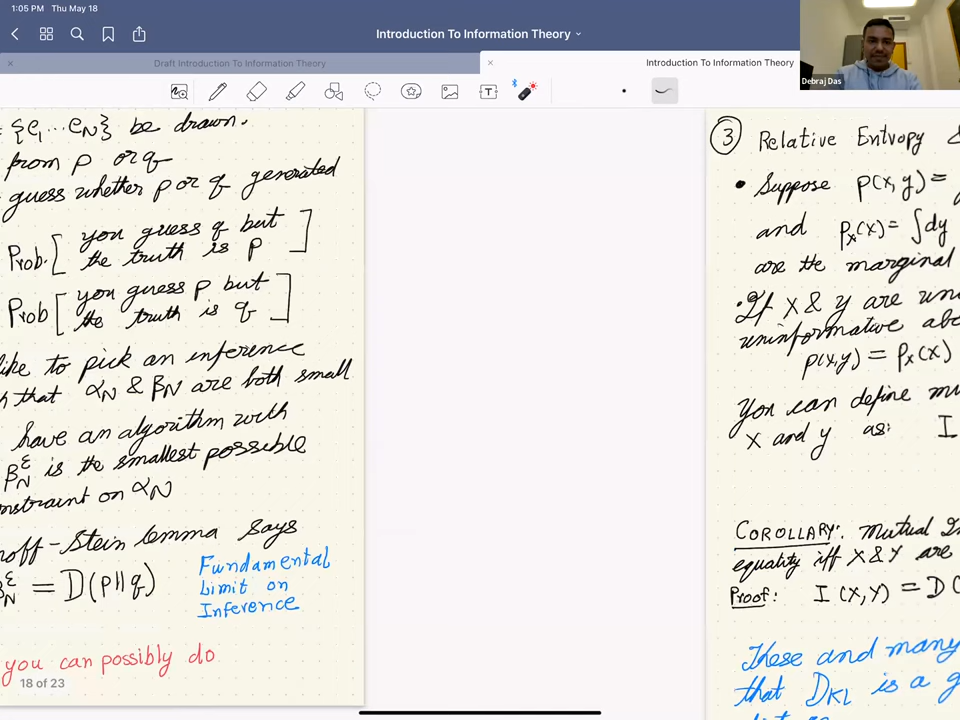 1:05 PM Thu May 18
Introduction To Information Theory
Draft Introduction To Information Theory
Introduction To Information Theory
Debraj Das
T
= {e1 ... eN} be drawn.
from p or q
guess whether p or q generated
Prob. [ you guess q but
the truth is p ]
Prob [ you guess p but
the truth is q ]
like to pick an inference
that αN & βN are both small
have an algorithm with
βN^ε is the smallest possible
constraint on αN
noff-Stein lemma says
βN^ε = D(p||q)
Fundamental
Limit on
Inference
you can possibly do
18 of 23
③ Relative Entropy &
• Suppose p(x,y) =
and px(x) = ∫dy
are the marginal
• If X & Y are un
uninformative abo
p(x,y) = px(x)
You can define mu
X and Y as: I
COROLLARY: Mutual In
equality iff X & Y are
Proof: I(X,Y) = D(
These and many
that DKL is a g